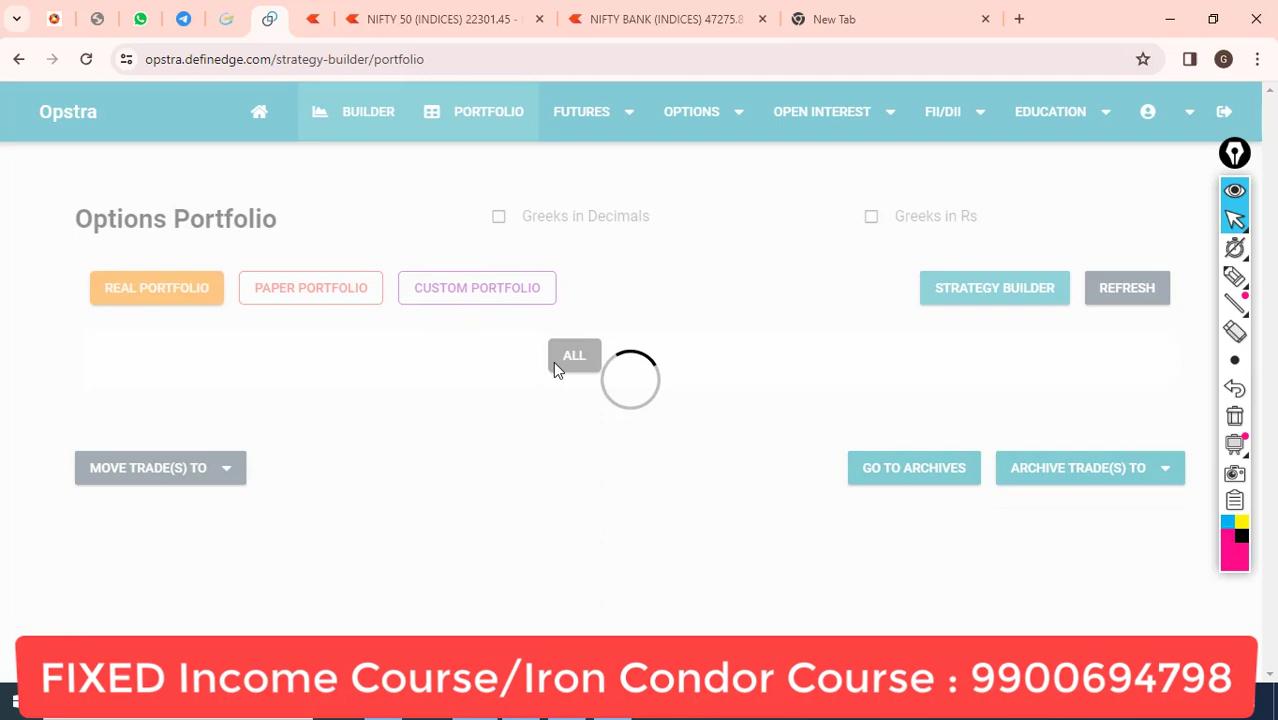 NIFTY 50 (INDICES) 22301.45 -
NIFTY BANK (INDICES) 47275.8
New Tab
opstra.definedge.com/strategy-builder/portfolio
G
Opstra
BUILDER
PORTFOLIO
FUTURES
OPTIONS
OPEN INTEREST
FII/DII
EDUCATION
Options Portfolio
Greeks in Decimals
Greeks in Rs
REAL PORTFOLIO
PAPER PORTFOLIO
CUSTOM PORTFOLIO
STRATEGY BUILDER
REFRESH
ALL
MOVE TRADE(S) TO
GO TO ARCHIVES
ARCHIVE TRADE(S) TO
FIXED Income Course/Iron Condor Course : 9900694798